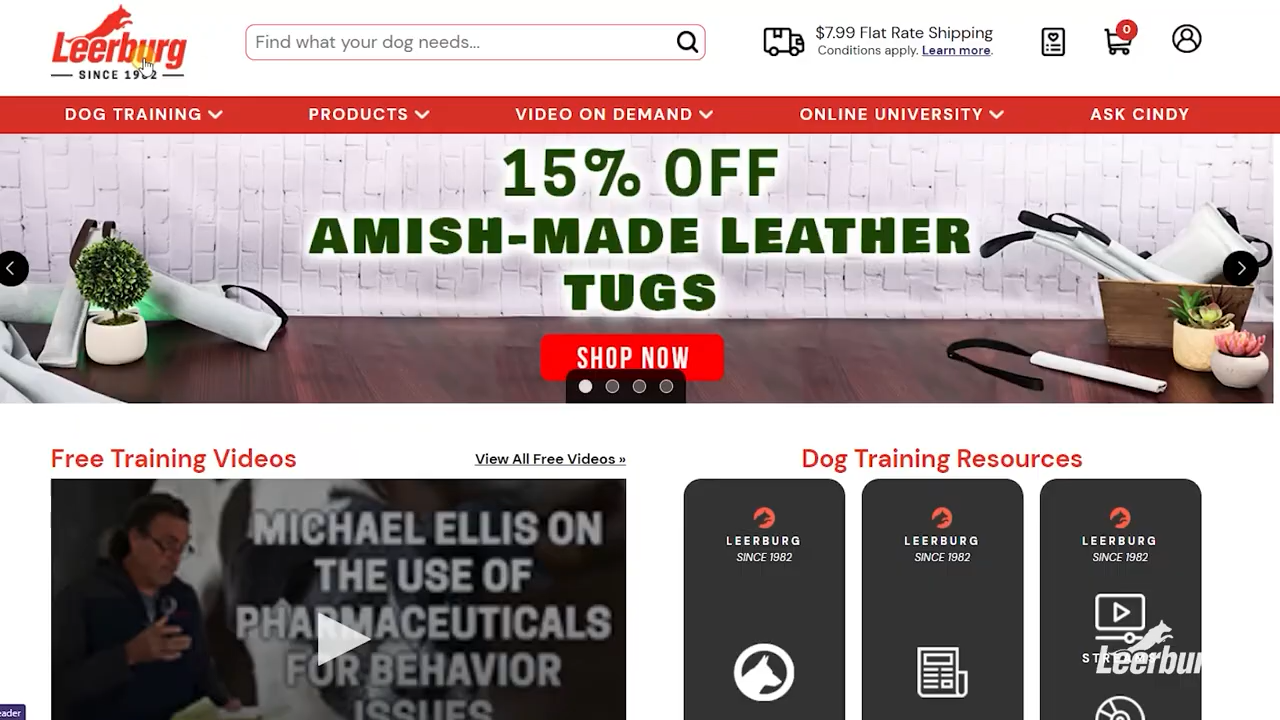 Leerburg
SINCE 1982
Find what your dog needs...
$7.99 Flat Rate Shipping
Conditions apply. Learn more.
0
DOG TRAINING
PRODUCTS
VIDEO ON DEMAND
ONLINE UNIVERSITY
ASK CINDY
15% OFF
AMISH-MADE LEATHER
TUGS
SHOP NOW
Free Training Videos
View All Free Videos »
Dog Training Resources
MICHAEL ELLIS ON
THE USE OF
PHARMACEUTICALS
FOR BEHAVIOR
ISSUES
LEERBURG
SINCE 1982
LEERBURG
SINCE 1982
LEERBURG
SINCE 1982
Leerbur